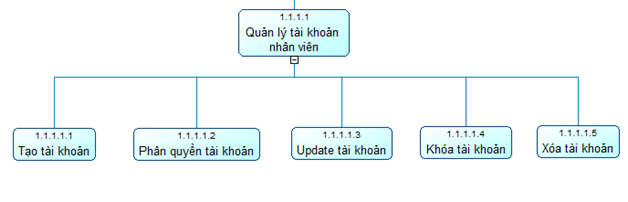 1.1.1.1
Quản lý tài khoản
nhân viên
1.1.1.1.1
Tạo tài khoản
1.1.1.1.2
Phân quyền tài khoản
1.1.1.1.3
Update tài khoản
1.1.1.1.4
Khóa tài khoản
1.1.1.1.5
Xóa tài khoản